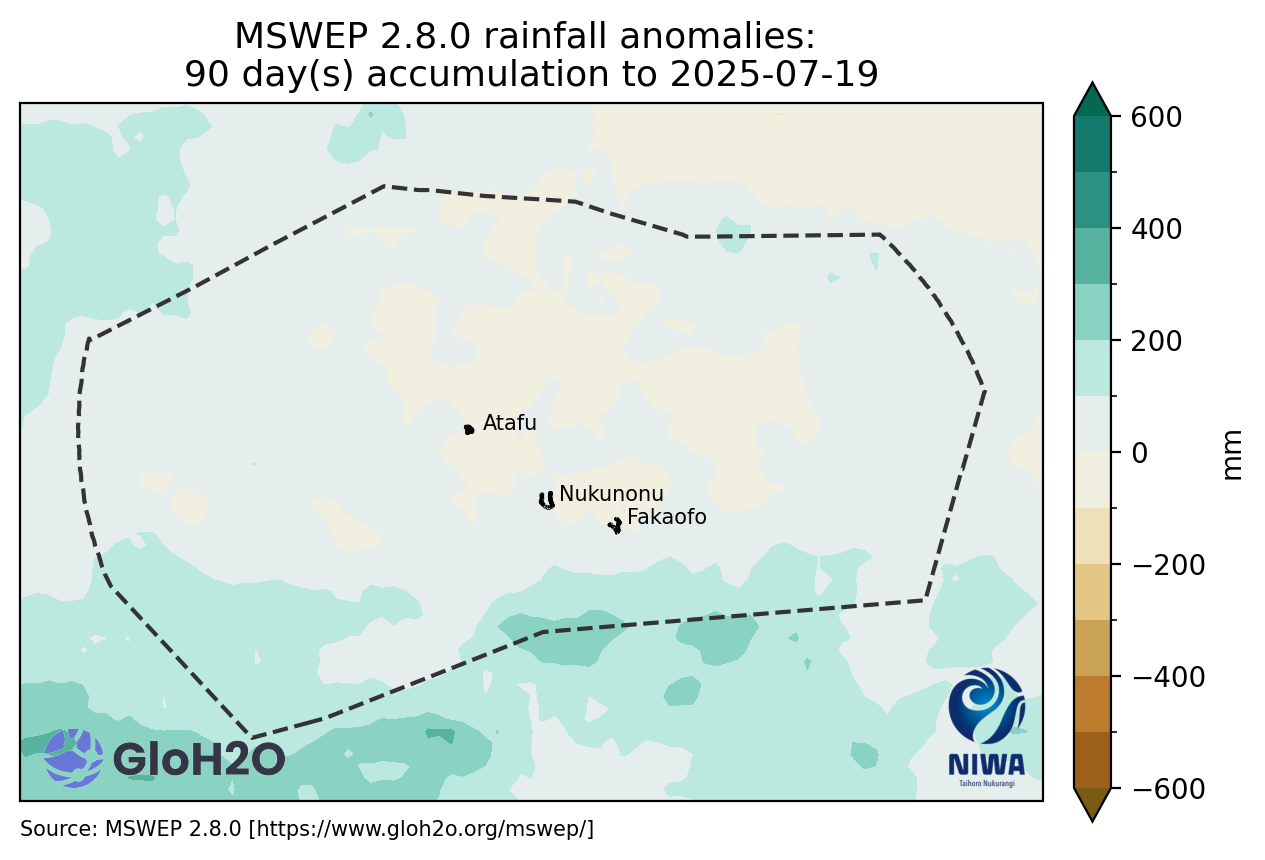 MSWEP 2.8.0 rainfall anomalies:
90 day(s) accumulation to 2025-07-19
600
400
200
0
−200
−400
−600
mm
Atafu
Nukunonu
Fakaofo
GloH2O
NIWA
Taihoro Nukurangi
Source: MSWEP 2.8.0 [https://www.gloh2o.org/mswep/]